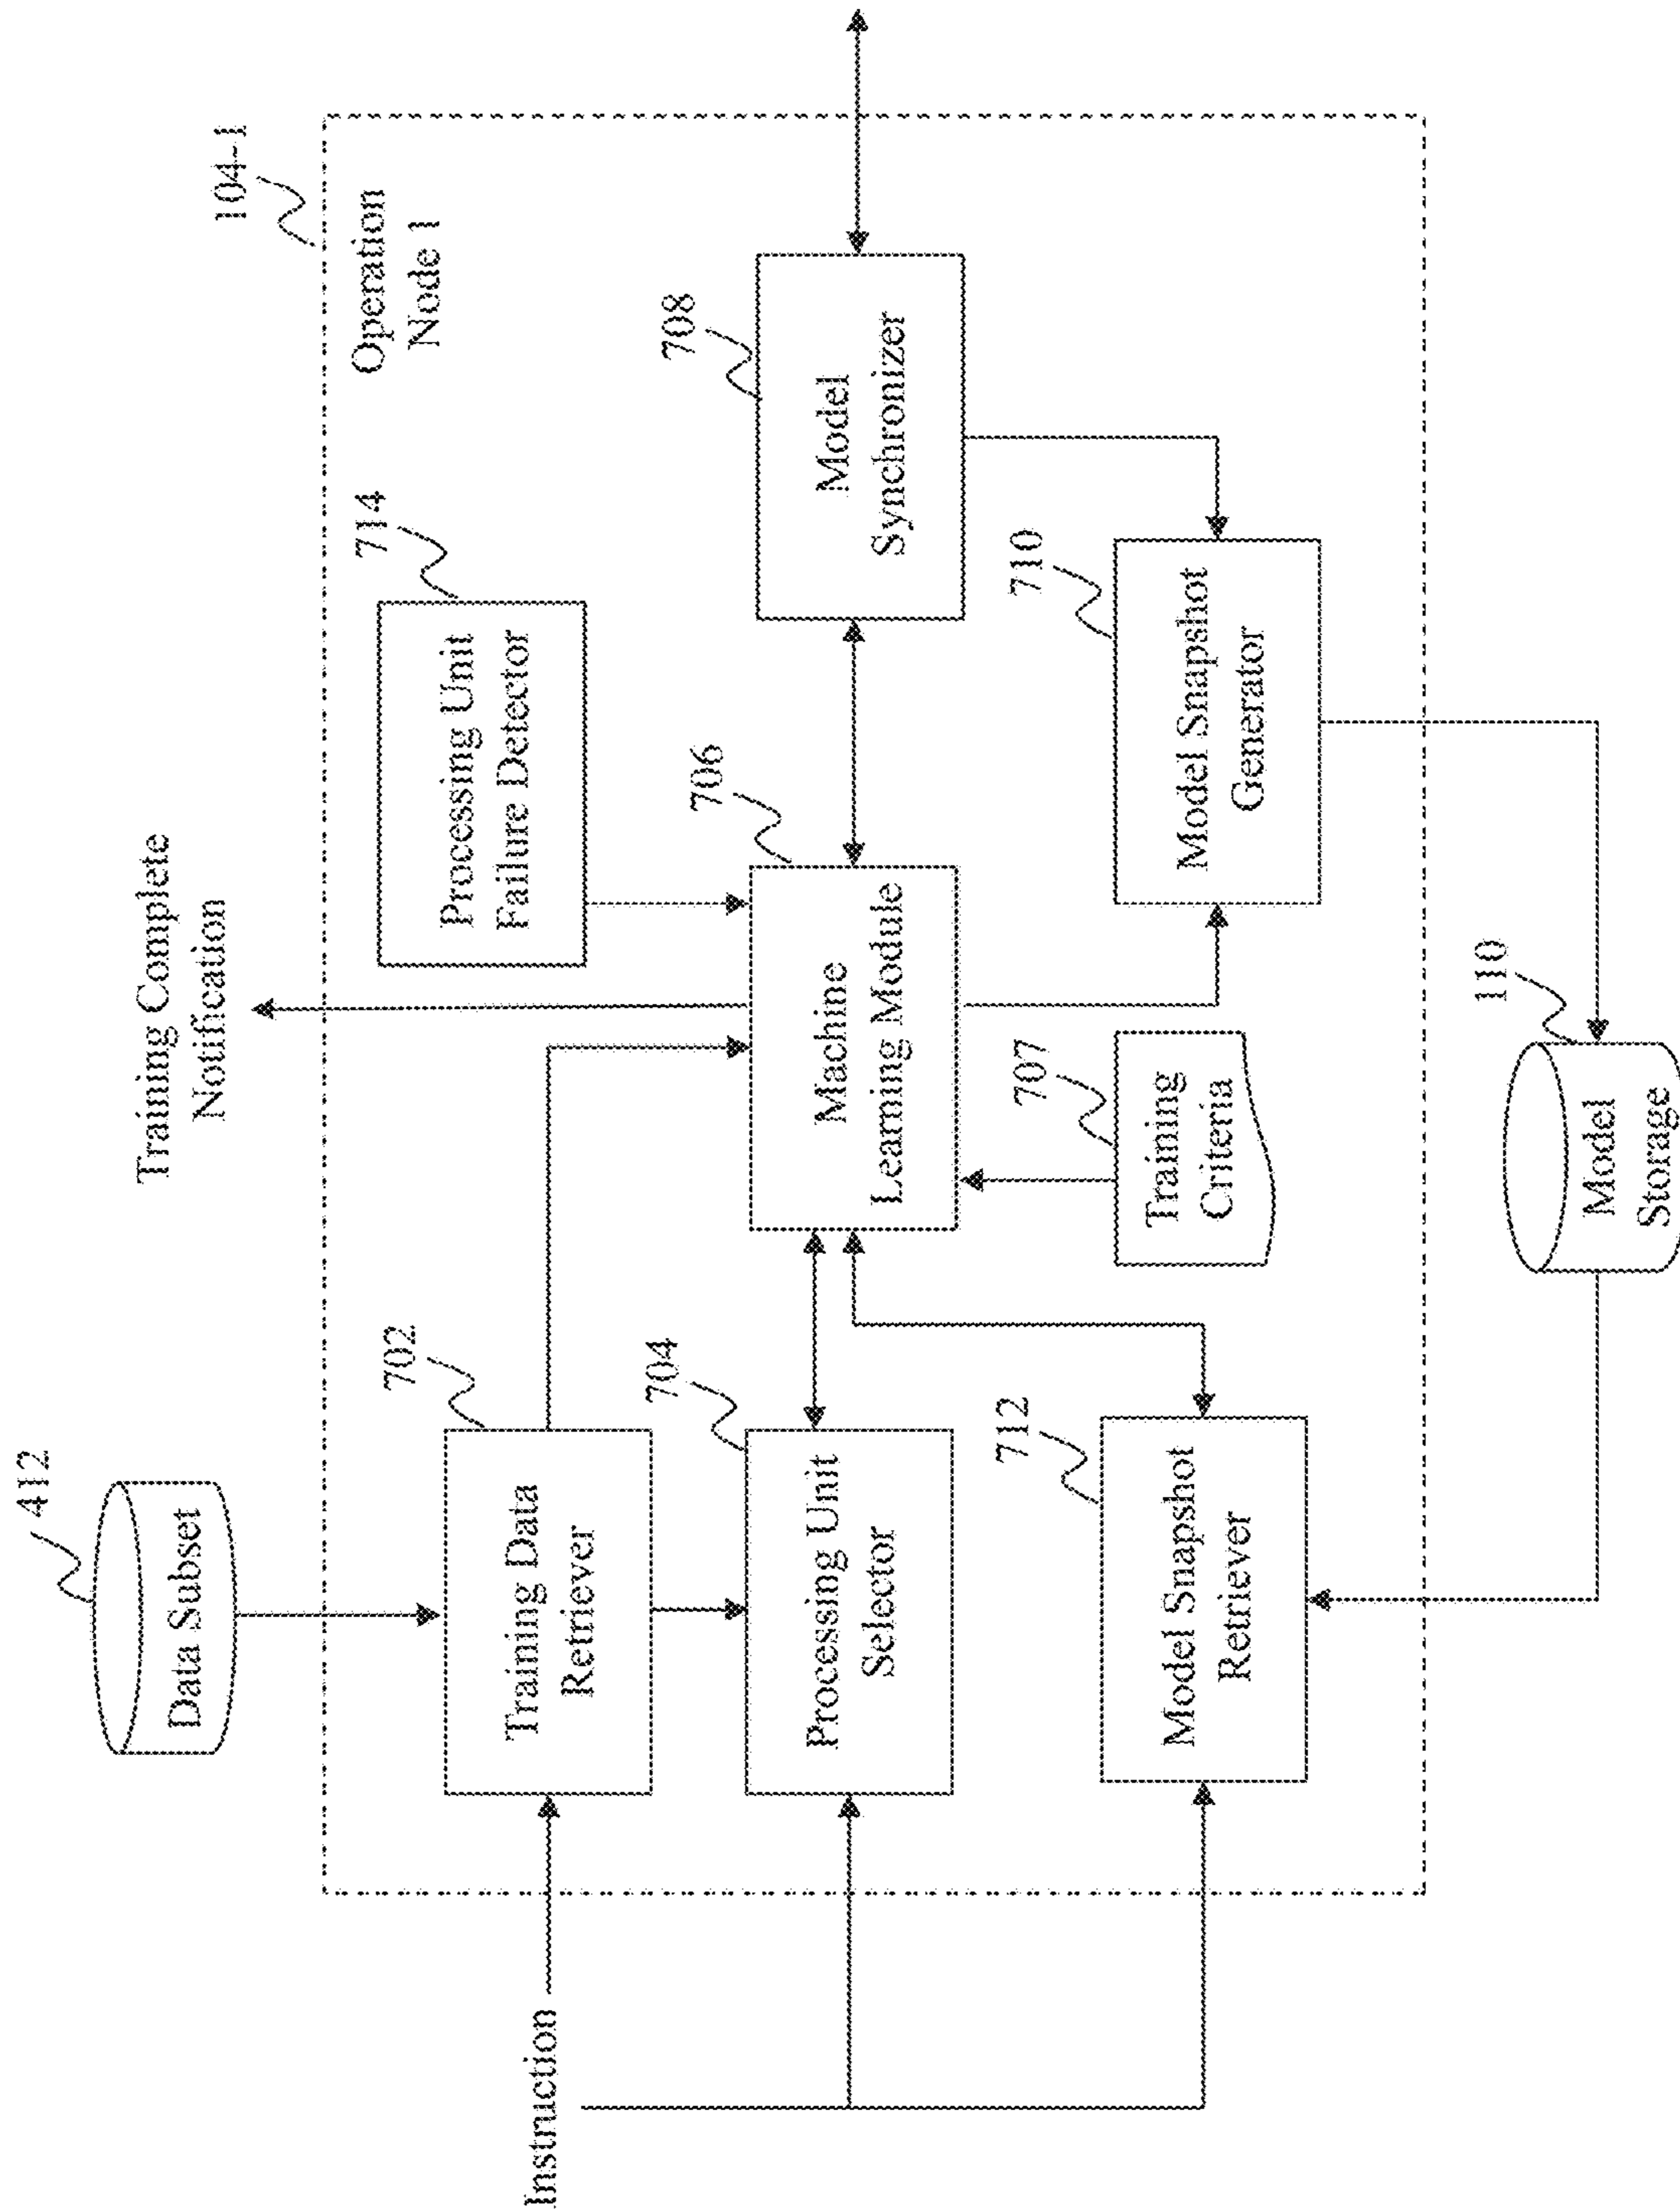 412
Data Subset
Training Complete
Notification
104-1
Operation
Node 1
Instruction
702
Training Data
Retriever
714
Processing Unit
Failure Detector
704
Processing Unit
Selector
706
Machine
Learning Module
708
Model
Synchronizer
712
Model Snapshot
Retriever
707
Training
Criteria
710
Model Snapshot
Generator
110
Model
Storage